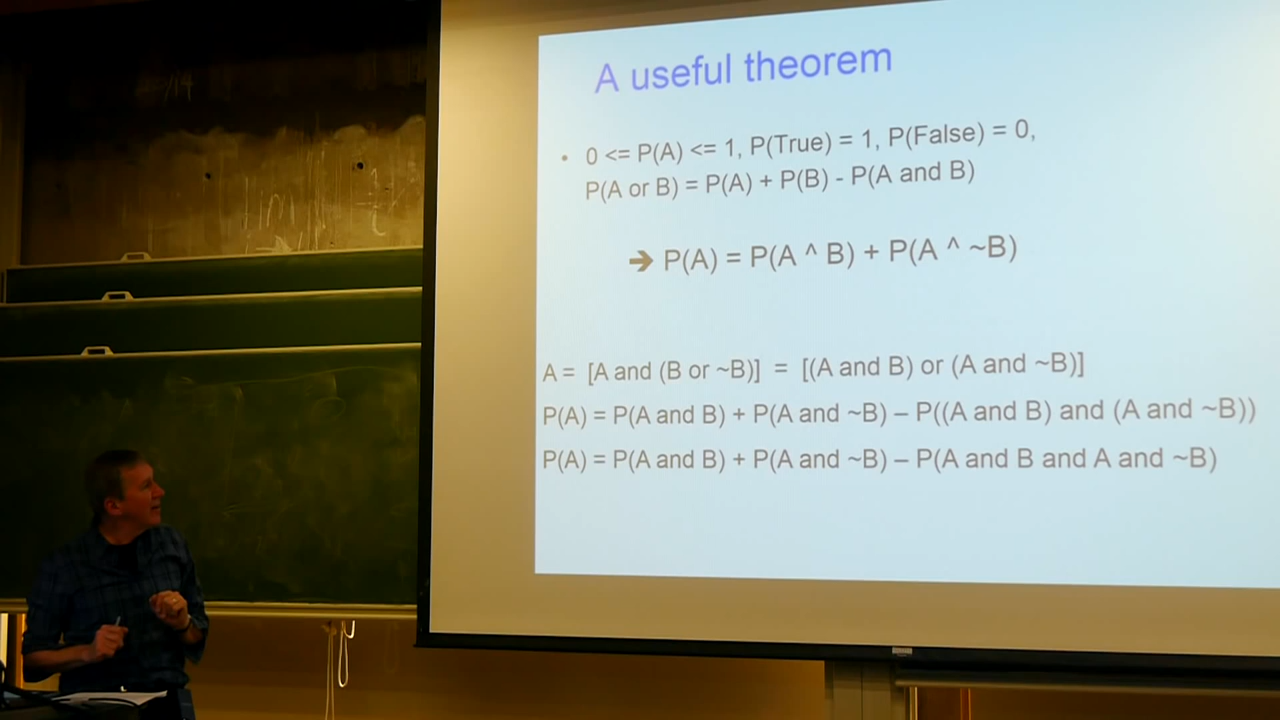 A useful theorem
• 0 <= P(A) <= 1, P(True) = 1, P(False) = 0,
P(A or B) = P(A) + P(B) - P(A and B)
➔ P(A) = P(A ^ B) + P(A ^ ~B)
A = [A and (B or ~B)] = [(A and B) or (A and ~B)]
P(A) = P(A and B) + P(A and ~B) – P((A and B) and (A and ~B))
P(A) = P(A and B) + P(A and ~B) – P(A and B and A and ~B)